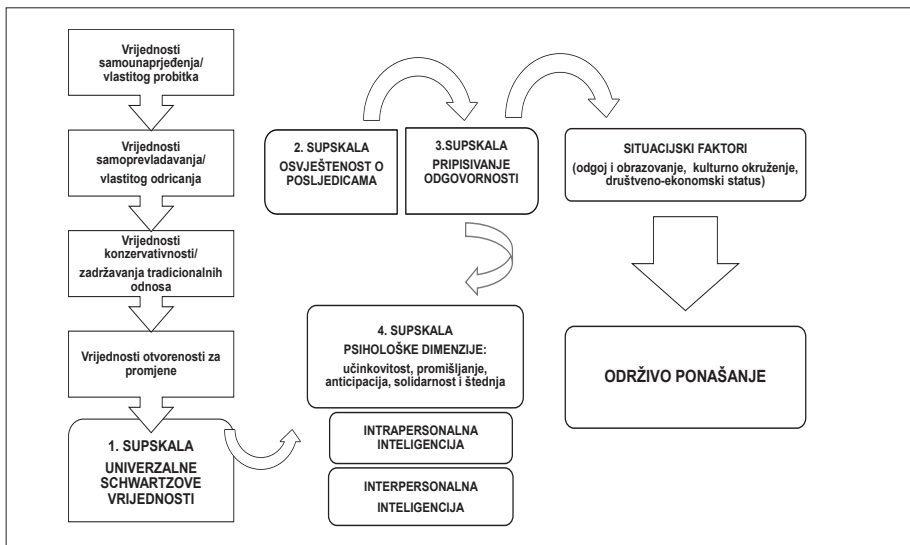 Vrijednosti
samounaprjeđenja/
vlastitog probitka
Vrijednosti
samoprevladavanja/
vlastitog odricanja
Vrijednosti
konzervativnosti/
zadržavanja tradicionalnih
odnosa
Vrijednosti otvorenosti za
promjene
1. SUPSKALA
UNIVERZALNE
SCHWARTZOVE
VRIJEDNOSTI
2. SUPSKALA
OSVJEŠTENOST O
POSLJEDICAMA
3.SUPSKALA
PRIPISIVANJE
ODGOVORNOSTI
4. SUPSKALA
PSIHOLOŠKE DIMENZIJE:
učinkovitost, promišljanje,
anticipacija, solidarnost i štednja
INTRAPERSONALNA
INTELIGENCIJA
INTERPERSONALNA
INTELIGENCIJA
SITUACIJSKI FAKTORI
(odgoj i obrazovanje, kulturno okruženje,
društveno-ekonomski status)
ODRŽIVO PONAŠANJE